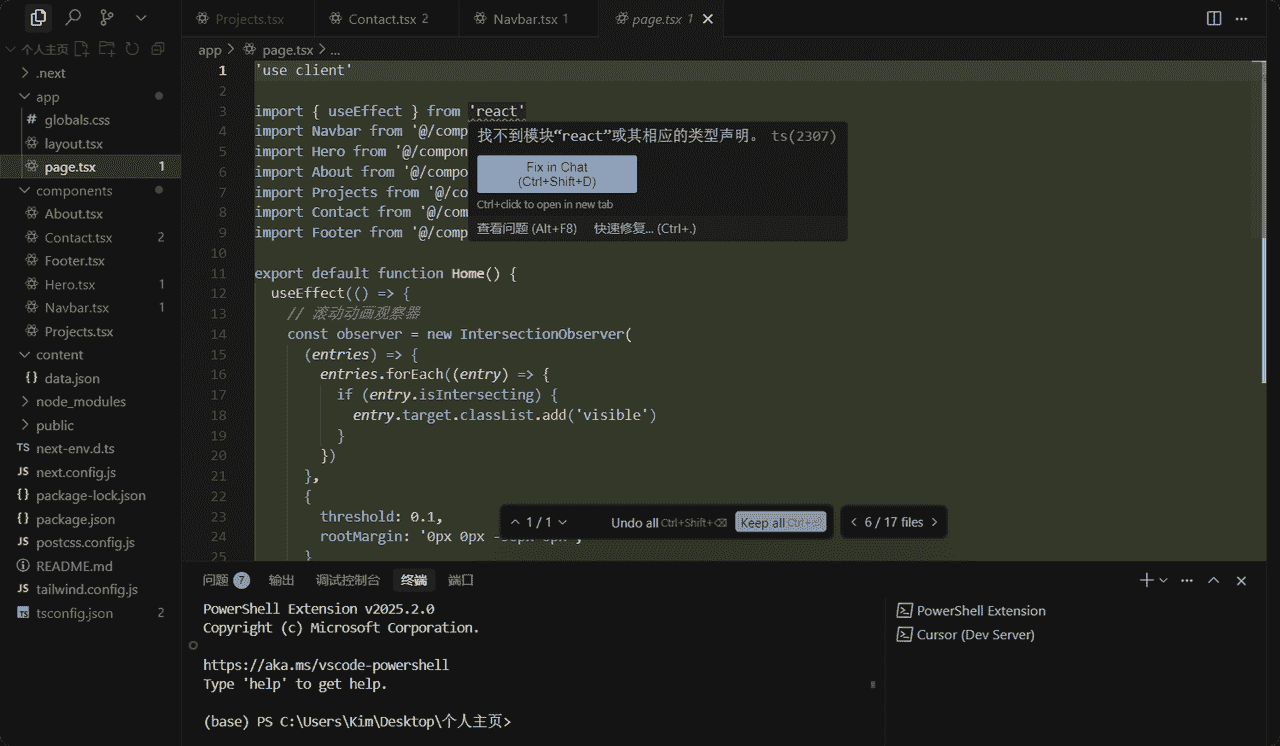 Projects.tsx
Contact.tsx 2
Navbar.tsx 1
page.tsx 1
个人主页
app > page.tsx > ...
.next
app
globals.css
layout.tsx
page.tsx 1
components
About.tsx
Contact.tsx 2
Footer.tsx
Hero.tsx 1
Navbar.tsx 1
Projects.tsx
content
data.json
node_modules
public
TS next-env.d.ts
JS next.config.js
package-lock.json
package.json
JS postcss.config.js
README.md
JS tailwind.config.js
tsconfig.json 2
1 'use client'
2
3 import { useEffect } from 'react'
4 import Navbar from '@/comp
5 import Hero from '@/compon
6 import About from '@/compo
7 import Projects from '@/co
8 import Contact from '@/com
9 import Footer from '@/comp
10
11 export default function Home() {
12 useEffect(() => {
13 // 滚动动画观察器
14 const observer = new IntersectionObserver(
15 (entries) => {
16 entries.forEach((entry) => {
17 if (entry.isIntersecting) {
18 entry.target.classList.add('visible')
19 }
20 })
21 },
22 {
23 threshold: 0.1,
24 rootMargin: '0px 0px
25 }
找不到模块“react”或其相应的类型声明。 ts(2307)
Fix in Chat
(Ctrl+Shift+D)
Ctrl+click to open in new tab
查看问题 (Alt+F8) 快速修复... (Ctrl+.)
1 / 1
Undo all Ctrl+Shift+⌫
Keep all
6 / 17 files
问题 7 输出 调试控制台 终端 端口
PowerShell Extension v2025.2.0
Copyright (c) Microsoft Corporation.
https://aka.ms/vscode-powershell
Type 'help' to get help.
(base) PS C:\Users\Kim\Desktop\个人主页>
PowerShell Extension
Cursor (Dev Server)